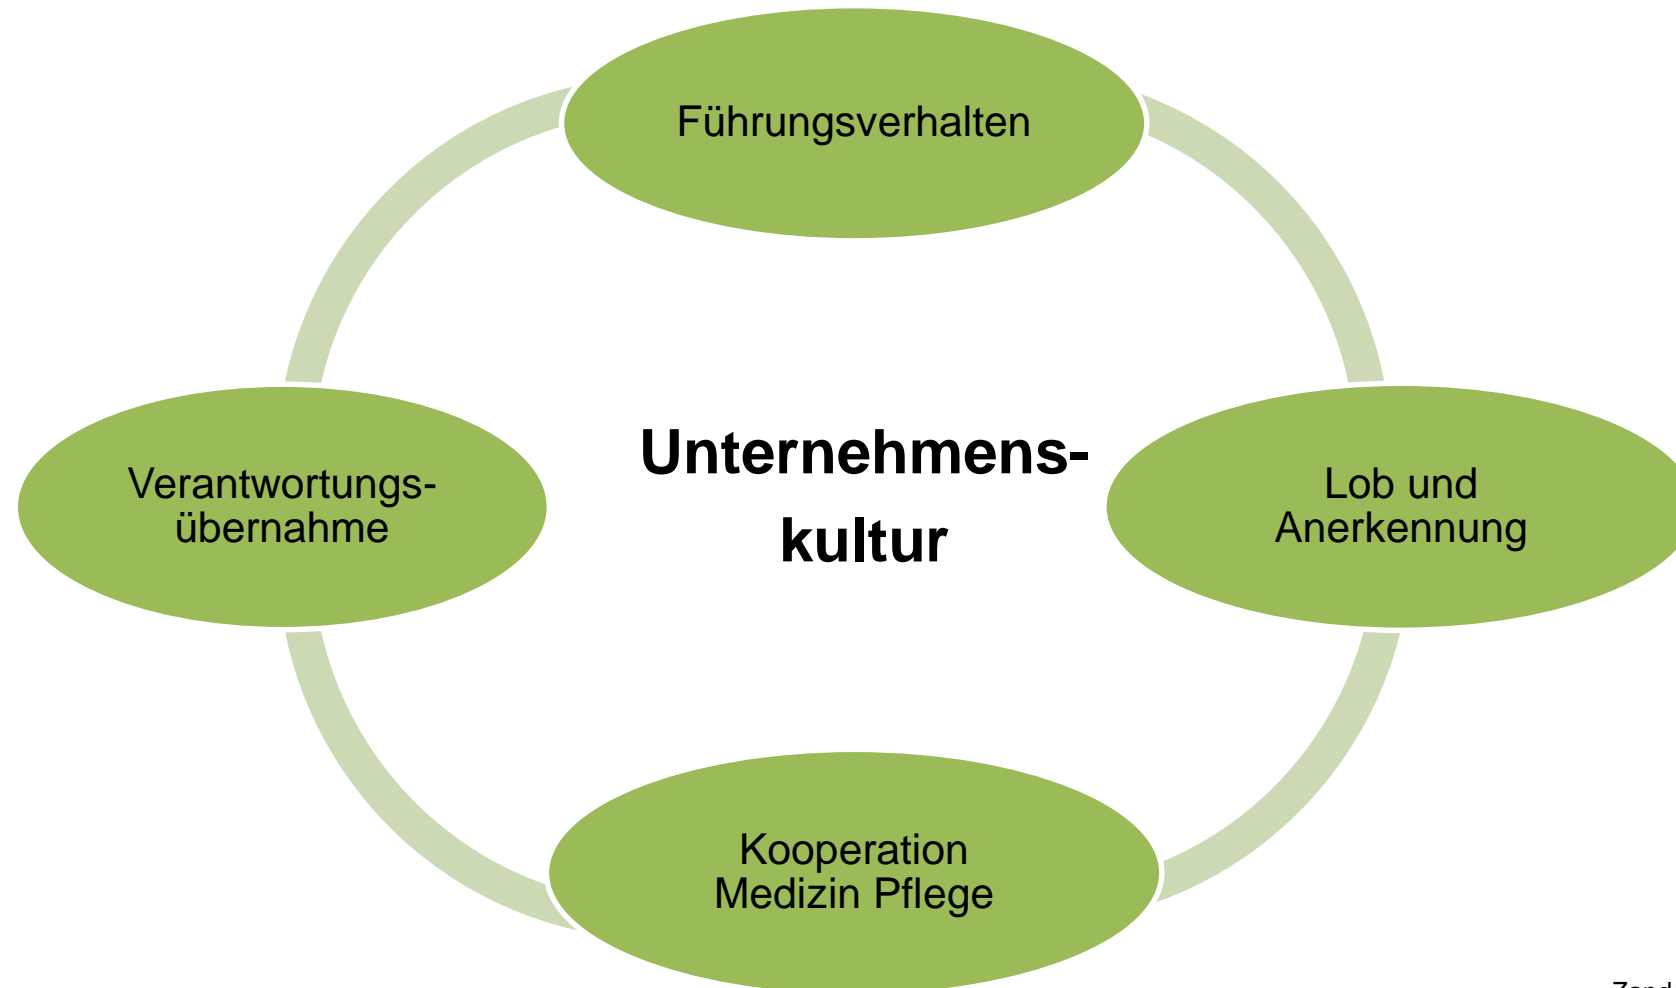 Führungsverhalten
Unternehmens-
kultur
Verantwortungs-
übernahme
Lob und
Anerkennung
Kooperation
Medizin Pflege